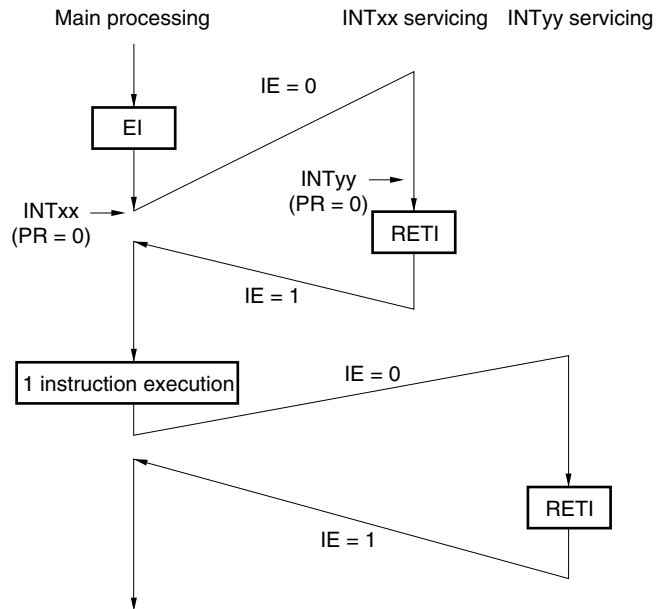 Main processing
INTxx servicing
INTyy servicing
IE = 0
EI
INTyy
(PR = 0)
INTxx
(PR = 0)
RETI
IE = 1
1 instruction execution
IE = 0
RETI
IE = 1